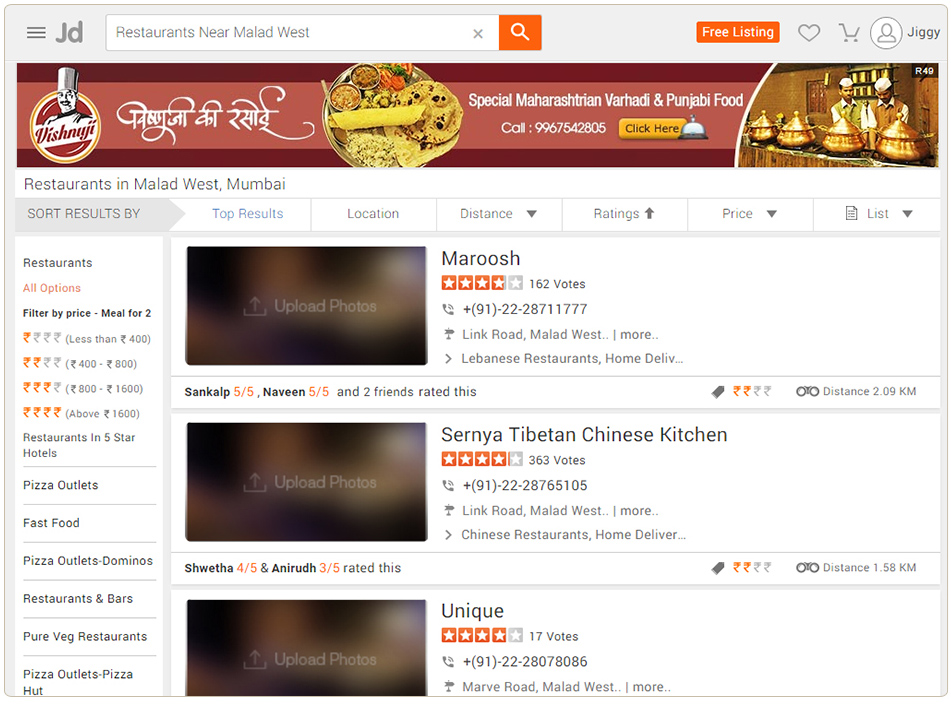 Jd
Restaurants Near Malad West
Free Listing
Jiggy
Vishnuji
विष्णुजी की रसोई
Special Maharashtrian Varhadi & Punjabi Food
Call : 9967542805
Click Here
R49
Restaurants in Malad West, Mumbai
SORT RESULTS BY
Top Results
Location
Distance
Ratings
Price
List
Restaurants
All Options
Filter by price - Meal for 2
₹₹₹₹ (Less than ₹ 400)
₹₹₹₹ (₹ 400 - ₹ 800)
₹₹₹₹ (₹ 800 - ₹ 1600)
₹₹₹₹ (Above ₹ 1600)
Restaurants In 5 Star
Hotels
Pizza Outlets
Fast Food
Pizza Outlets-Dominos
Restaurants & Bars
Pure Veg Restaurants
Pizza Outlets-Pizza
Hut
Upload Photos
Maroosh
162 Votes
+(91)-22-28711777
Link Road, Malad West.. | more..
Lebanese Restaurants, Home Deliv...
Sankalp 5/5 , Naveen 5/5 and 2 friends rated this
₹₹₹₹
Distance 2.09 KM
Upload Photos
Sernya Tibetan Chinese Kitchen
363 Votes
+(91)-22-28765105
Link Road, Malad West.. | more..
Chinese Restaurants, Home Deliver...
Shwetha 4/5 & Anirudh 3/5 rated this
₹₹₹₹
Distance 1.58 KM
Upload Photos
Unique
17 Votes
+(91)-22-28078086
Marve Road, Malad West.. | more..